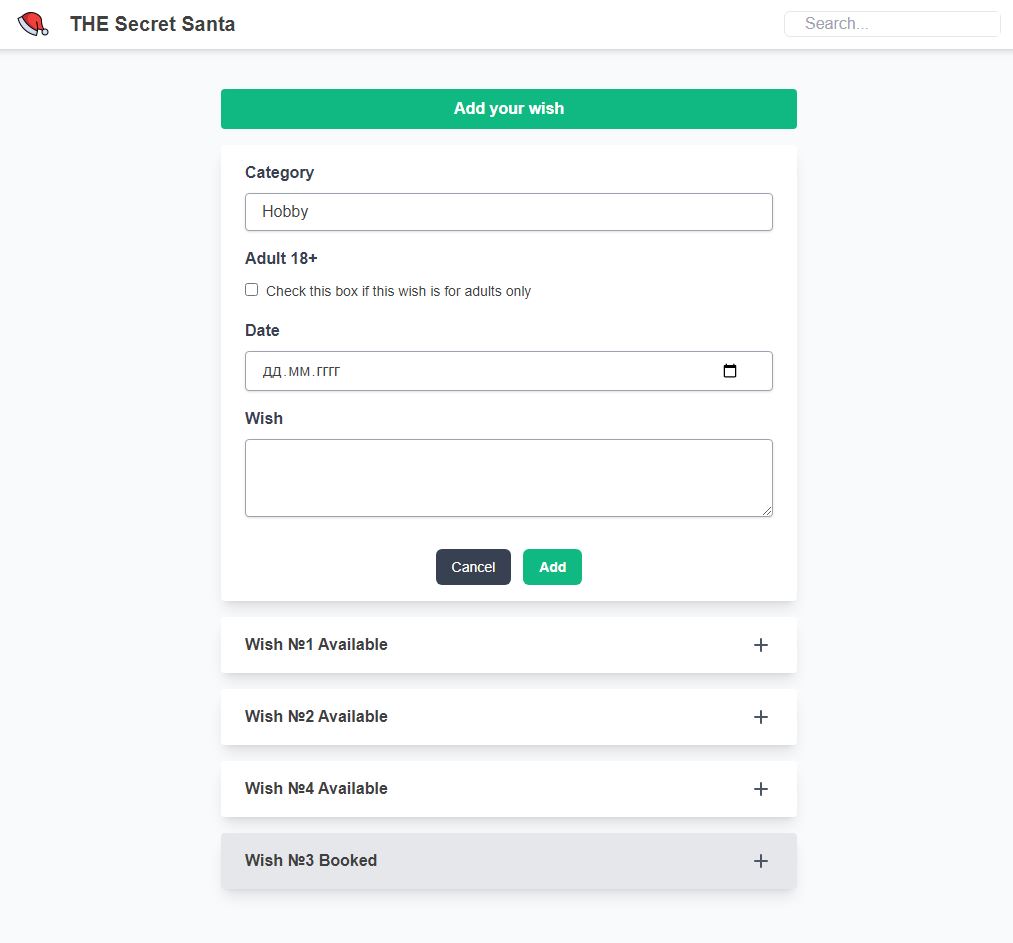 THE Secret Santa
Search...
Add your wish
Category
Hobby
Adult 18+
Check this box if this wish is for adults only
Date
ДД.ММ.ГГГГ
Wish
Cancel
Add
Wish №1 Available
Wish №2 Available
Wish №4 Available
Wish №3 Booked